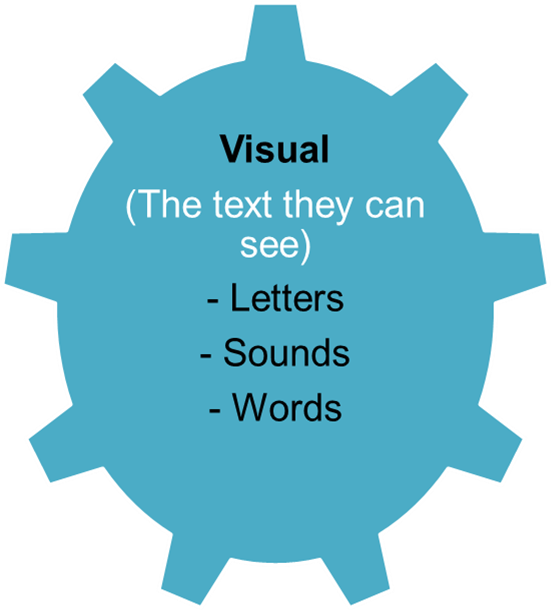 Visual
(The text they can
see)
- Letters
- Sounds
- Words